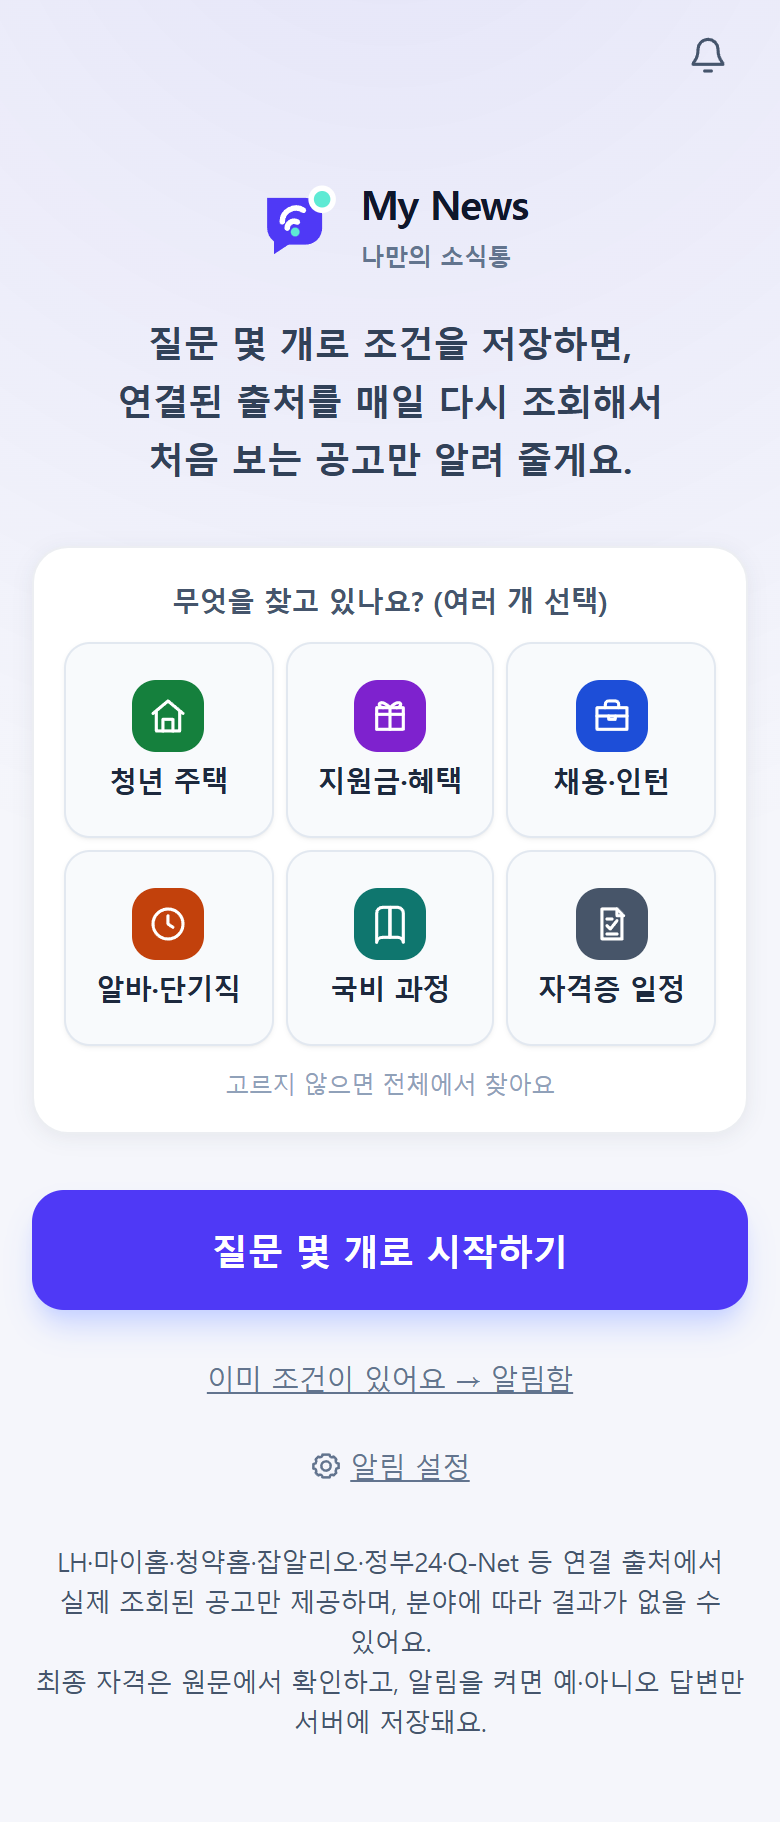 My News
나만의 소식통
질문 몇 개로 조건을 저장하면,
연결된 출처를 매일 다시 조회해서
처음 보는 공고만 알려 줄게요.
무엇을 찾고 있나요? (여러 개 선택)
청년 주택
지원금·혜택
채용·인턴
알바·단기직
국비 과정
자격증 일정
고르지 않으면 전체에서 찾아요
질문 몇 개로 시작하기
이미 조건이 있어요 → 알림함
알림 설정
LH·마이홈·청약홈·잡알리오·정부24·Q-Net 등 연결 출처에서
실제 조회된 공고만 제공하며, 분야에 따라 결과가 없을 수
있어요.
최종 자격은 원문에서 확인하고, 알림을 켜면 예·아니오 답변만
서버에 저장돼요.